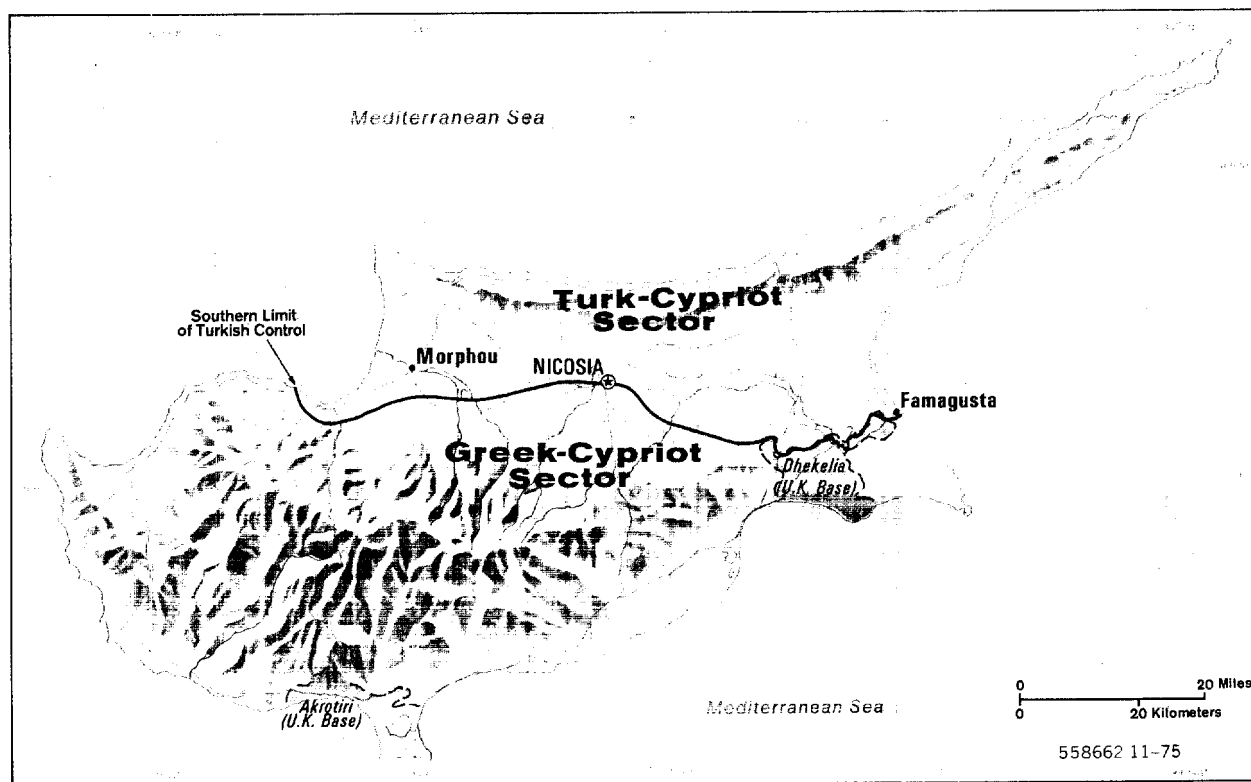 Mediterranean Sea
Turk-Cypriot
Sector
Southern Limit
of Turkish Control
Morphou
NICOSIA
Famagusta
Greek-Cypriot
Sector
Dhekelia
(U.K. Base)
Akrotiri
(U.K. Base)
Mediterranean Sea
0 20 Miles
0 20 Kilometers
558662 11-75